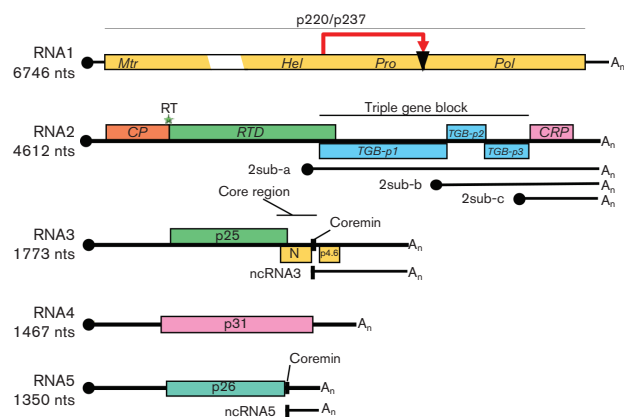 p220/p237
RNA1
6746 nts
Mtr Hel Pro Pol An
RT
Triple gene block
RNA2
4612 nts
CP RTD TGB-p2 CRP An
TGB-p1 TGB-p3
2sub-a An
2sub-b An
2sub-c An
Core region
Coremin
RNA3
1773 nts
p25 An
N p4.6
ncRNA3 An
RNA4
1467 nts
p31 An
Coremin
RNA5
1350 nts
p26 An
ncRNA5 An